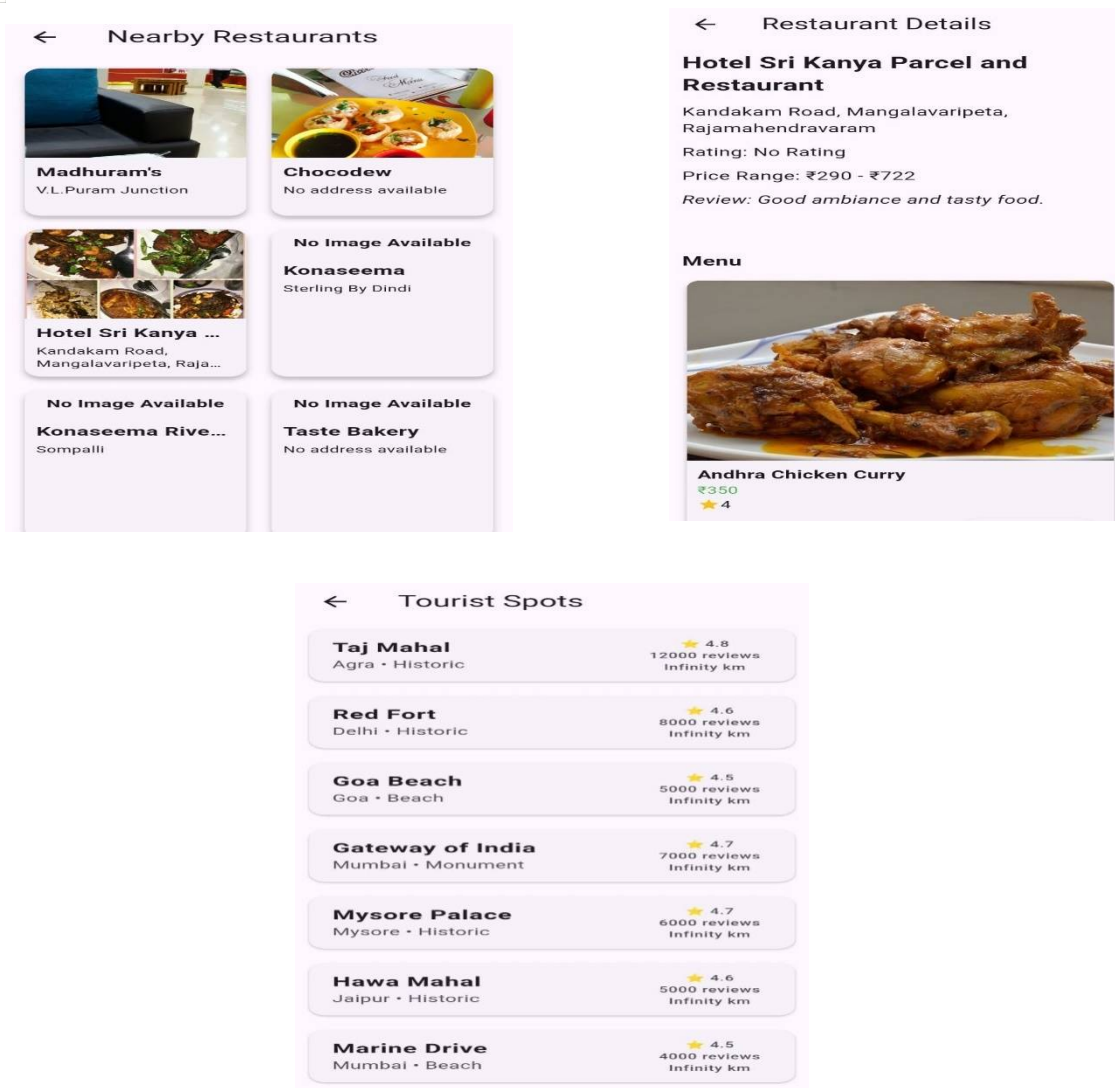 Nearby Restaurants
Madhuram's
V.L.Puram Junction
Chocodew
No address available
Hotel Sri Kanya ...
Kandakam Road,
Mangalavaripeta, Raja...
No Image Available
Konaseema
Sterling By Dindi
No Image Available
Konaseema Rive...
Sompalli
No Image Available
Taste Bakery
No address available
Restaurant Details
Hotel Sri Kanya Parcel and
Restaurant
Kandakam Road, Mangalavaripeta,
Rajamahendravaram
Rating: No Rating
Price Range: ₹290 - ₹722
Review: Good ambiance and tasty food.
Menu
Andhra Chicken Curry
₹350
4
Tourist Spots
Taj Mahal
Agra • Historic
4.8
12000 reviews
Infinity km
Red Fort
Delhi • Historic
4.6
8000 reviews
Infinity km
Goa Beach
Goa • Beach
4.5
5000 reviews
Infinity km
Gateway of India
Mumbai • Monument
4.7
7000 reviews
Infinity km
Mysore Palace
Mysore • Historic
4.7
6000 reviews
Infinity km
Hawa Mahal
Jaipur • Historic
4.6
5000 reviews
Infinity km
Marine Drive
Mumbai • Beach
4.5
4000 reviews
Infinity km